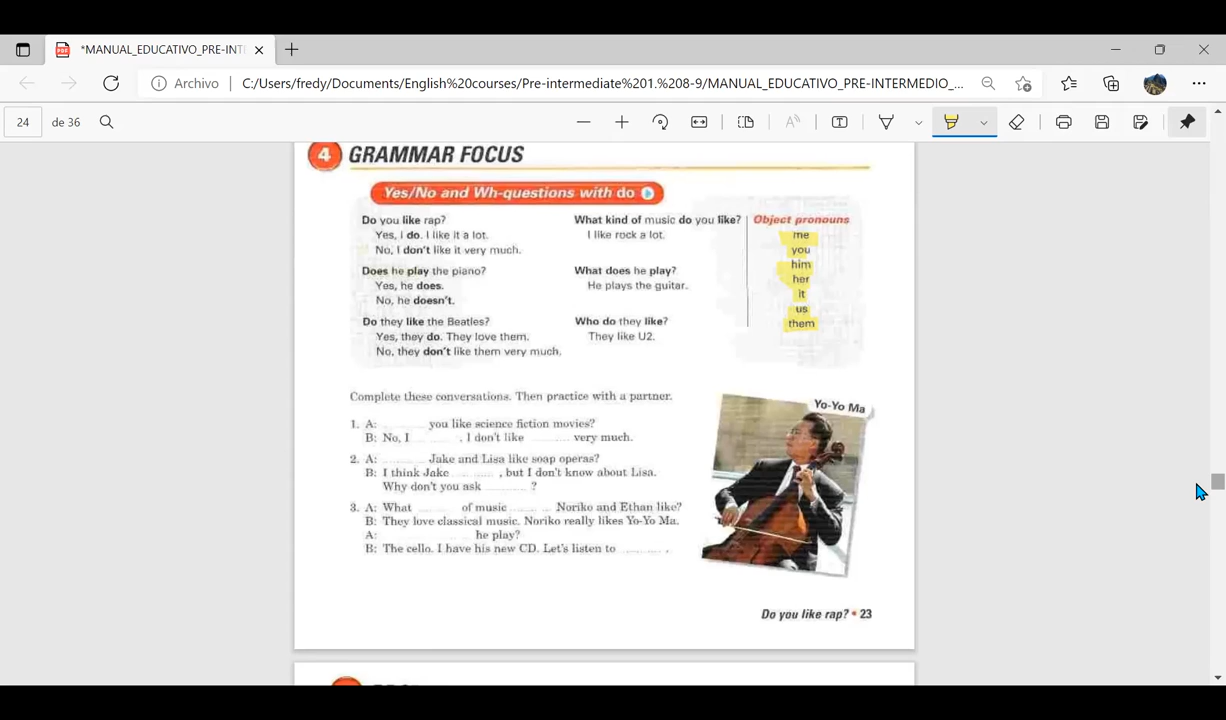 *MANUAL_EDUCATIVO_PRE-INTE
Archivo | C:/Users/fredy/Documents/English%20courses/Pre-intermediate%201.%208-9/MANUAL_EDUCATIVO_PRE-INTERMEDIO_...
24 de 36
4 GRAMMAR FOCUS
Yes/No and Wh-questions with do
Do you like rap? What kind of music do you like? Object pronouns
Yes, I do. I like it a lot. I like rock a lot. me
No, I don't like it very much. you
Does he play the piano? What does he play? him
her
Yes, he does. He plays the guitar. it
No, he doesn't. us
Do they like the Beatles? Who do they like? them
Yes, they do. They love them. They like U2.
No, they don't like them very much.
Complete these conversations. Then practice with a partner.
Yo-Yo Ma
1. A: ............ you like science fiction movies?
B: No, I ............ . I don't like ............ very much.
2. A: ............ Jake and Lisa like soap operas?
B: I think Jake ............ , but I don't know about Lisa.
Why don't you ask ............ ?
3. A: What ............ of music ............ Noriko and Ethan like?
B: They love classical music. Noriko really likes Yo-Yo Ma.
A: ............ he play?
B: The cello. I have his new CD. Let's listen to ............ .
Do you like rap? • 23